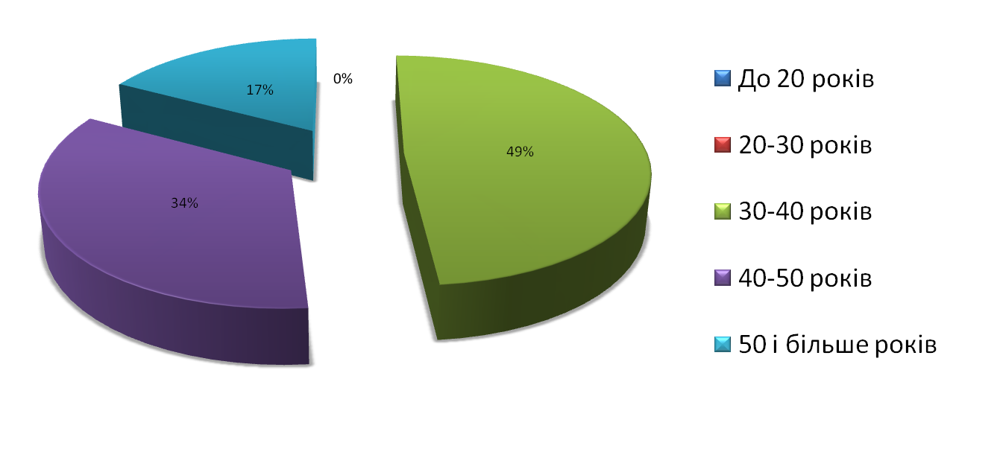 17%
0%
49%
34%
До 20 років
20-30 років
30-40 років
40-50 років
50 і більше років